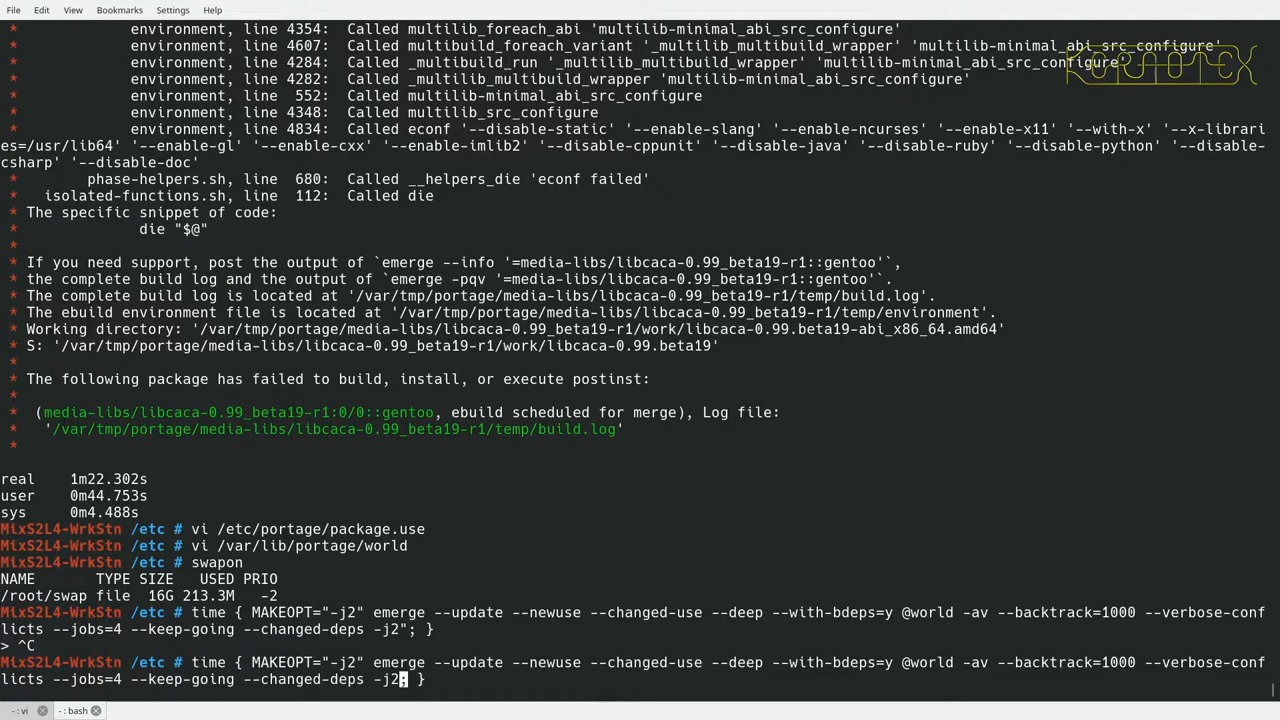 File Edit View Bookmarks Settings Help
* environment, line 4354: Called multilib_foreach_abi 'multilib-minimal_abi_src_configure'
* environment, line 4607: Called multibuild_foreach_variant '_multilib_multibuild_wrapper' 'multilib-minimal_abi_src_configure'
* environment, line 4284: Called _multibuild_run '_multilib_multibuild_wrapper' 'multilib-minimal_abi_src_configure'
* environment, line 4282: Called _multilib_multibuild_wrapper 'multilib-minimal_abi_src_configure'
* environment, line 552: Called multilib-minimal_abi_src_configure
* environment, line 4348: Called multilib_src_configure
* environment, line 4834: Called econf '--disable-static' '--enable-slang' '--enable-ncurses' '--enable-x11' '--with-x' '--x-librari
es=/usr/lib64' '--enable-gl' '--enable-cxx' '--enable-imlib2' '--disable-cppunit' '--disable-java' '--disable-ruby' '--disable-python' '--disable-
csharp' '--disable-doc'
* phase-helpers.sh, line 680: Called __helpers_die 'econf failed'
* isolated-functions.sh, line 112: Called die
* The specific snippet of code:
* die "$@"
*
* If you need support, post the output of `emerge --info '=media-libs/libcaca-0.99_beta19-r1::gentoo'`,
* the complete build log and the output of `emerge -pqv '=media-libs/libcaca-0.99_beta19-r1::gentoo'`.
* The complete build log is located at '/var/tmp/portage/media-libs/libcaca-0.99_beta19-r1/temp/build.log'.
* The ebuild environment file is located at '/var/tmp/portage/media-libs/libcaca-0.99_beta19-r1/temp/environment'.
* Working directory: '/var/tmp/portage/media-libs/libcaca-0.99_beta19-r1/work/libcaca-0.99.beta19-abi_x86_64.amd64'
* S: '/var/tmp/portage/media-libs/libcaca-0.99_beta19-r1/work/libcaca-0.99.beta19'
*
* The following package has failed to build, install, or execute postinst:
*
* (media-libs/libcaca-0.99_beta19-r1:0/0::gentoo, ebuild scheduled for merge), Log file:
* '/var/tmp/portage/media-libs/libcaca-0.99_beta19-r1/temp/build.log'
*
real 1m22.302s
user 0m44.753s
sys 0m4.488s
MixS2L4-WrkStn /etc # vi /etc/portage/package.use
MixS2L4-WrkStn /etc # vi /var/lib/portage/world
MixS2L4-WrkStn /etc # swapon
NAME TYPE SIZE USED PRIO
/root/swap file 16G 213.3M -2
MixS2L4-WrkStn /etc # time { MAKEOPT="-j2" emerge --update --newuse --changed-use --deep --with-bdeps=y @world -av --backtrack=1000 --verbose-conf
licts --jobs=4 --keep-going --changed-deps -j2"; }
> ^C
MixS2L4-WrkStn /etc # time { MAKEOPT="-j2" emerge --update --newuse --changed-use --deep --with-bdeps=y @world -av --backtrack=1000 --verbose-conf
licts --jobs=4 --keep-going --changed-deps -j2; }
- : vi - : bash